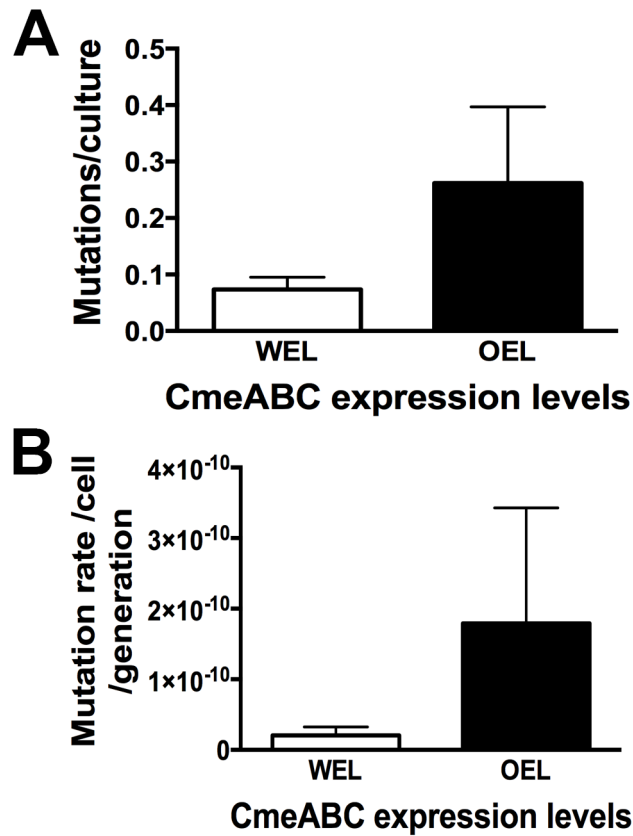 A
Mutations/culture
0.5
0.4
0.3
0.2
0.1
0.0
WEL OEL
CmeABC expression levels
B
Mutation rate /cell
/generation
4×10⁻¹⁰
3×10⁻¹⁰
2×10⁻¹⁰
1×10⁻¹⁰
0
WEL OEL
CmeABC expression levels